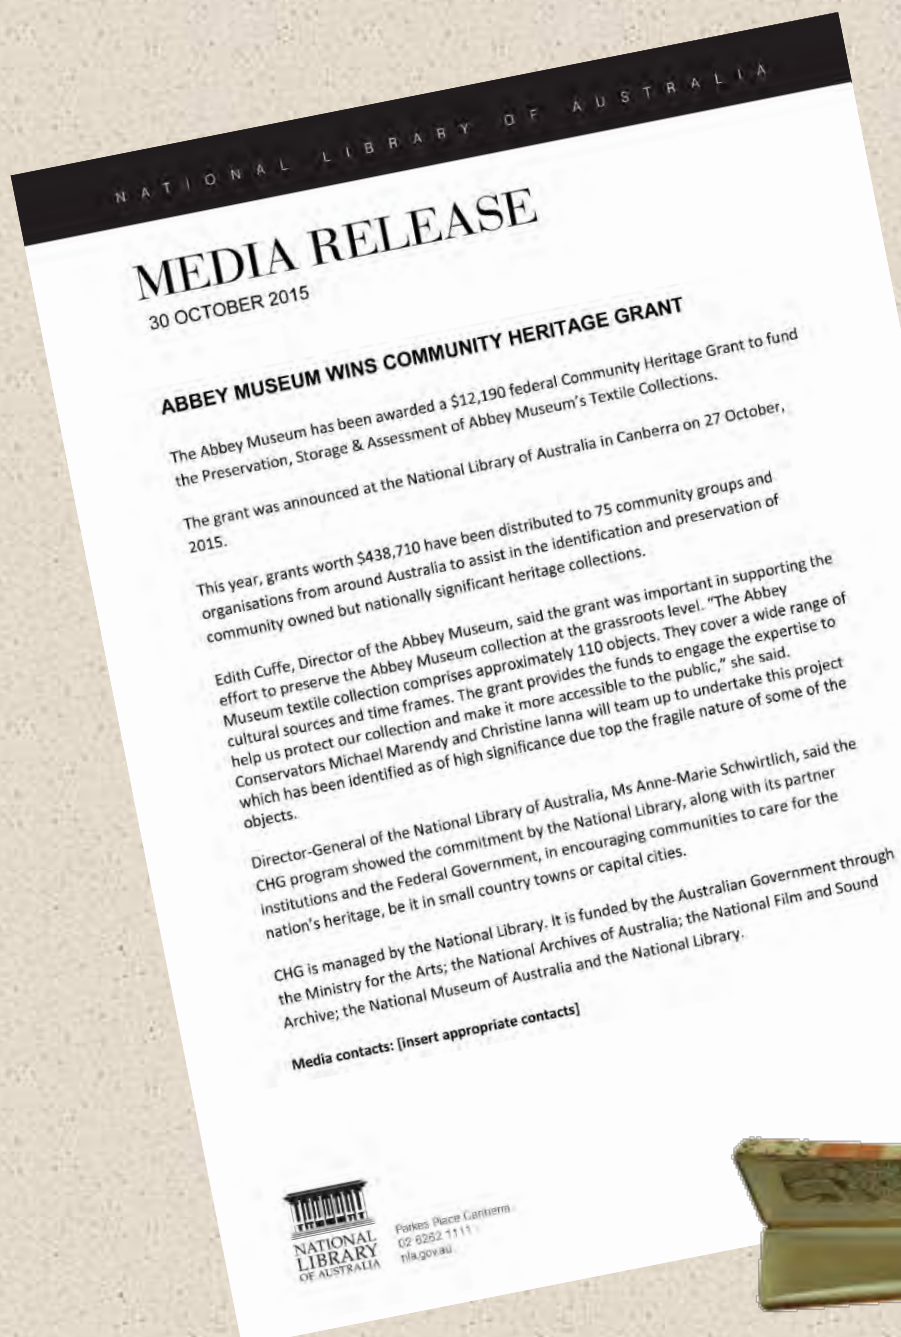 NATIONAL LIBRARY OF AUSTRALIA
MEDIA RELEASE
30 OCTOBER 2015
ABBEY MUSEUM WINS COMMUNITY HERITAGE GRANT
The Abbey Museum has been awarded a $12,190 federal Community Heritage Grant to fund
the Preservation, Storage & Assessment of Abbey Museum's Textile Collections.
The grant was announced at the National Library of Australia in Canberra on 27 October,
2015.
This year, grants worth $438,710 have been distributed to 75 community groups and
organisations from around Australia to assist in the identification and preservation of
community owned but nationally significant heritage collections.
Edith Cuffe, Director of the Abbey Museum, said the grant was important in supporting the
effort to preserve the Abbey Museum collection at the grassroots level. "The Abbey
Museum textile collection comprises approximately 110 objects. They cover a wide range of
cultural sources and time frames. The grant provides the funds to engage the expertise to
help us protect our collection and make it more accessible to the public," she said.
Conservators Michael Marendy and Christine Ianna will team up to undertake this project
which has been identified as of high significance due top the fragile nature of some of the
objects.
Director-General of the National Library of Australia, Ms Anne-Marie Schwirtlich, said the
CHG program showed the commitment by the National Library, along with its partner
institutions and the Federal Government, in encouraging communities to care for the
nation's heritage, be it in small country towns or capital cities.
CHG is managed by the National Library. It is funded by the Australian Government through
the Ministry for the Arts; the National Archives of Australia; the National Film and Sound
Archive; the National Museum of Australia and the National Library.
Media contacts: [insert appropriate contacts]
NATIONAL
LIBRARY
OF AUSTRALIA
Parkes Place Canberra
02 6262 1111
nla.gov.au